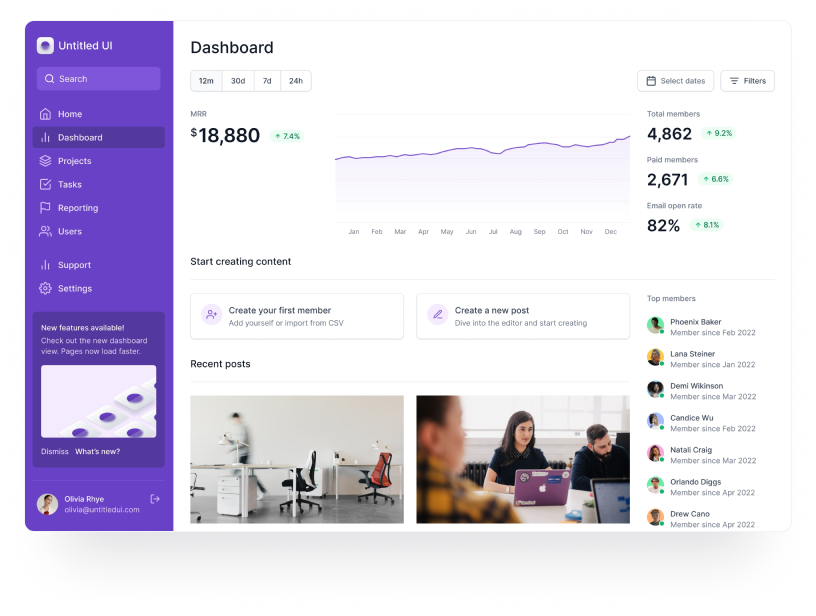 Untitled UI
Search
Home
Dashboard
Projects
Tasks
Reporting
Users
Support
Settings
New features available!
Check out the new dashboard
view. Pages now load faster.
Dismiss What's new?
Olivia Rhye
olivia@untitledui.com
Dashboard
12m 30d 7d 24h
Select dates Filters
MRR
$18,880 7.4%
Jan Feb Mar Apr May Jun Jul Aug Sep Oct Nov Dec
Total members
4,862 9.2%
Paid members
2,671 6.6%
Email open rate
82% 8.1%
Start creating content
Create your first member
Add yourself or import from CSV
Create a new post
Dive into the editor and start creating
Recent posts
Top members
Phoenix Baker
Member since Feb 2022
Lana Steiner
Member since Jan 2022
Demi Wikinson
Member since Mar 2022
Candice Wu
Member since Feb 2022
Natali Craig
Member since Mar 2022
Orlando Diggs
Member since Apr 2022
Drew Cano
Member since Apr 2022